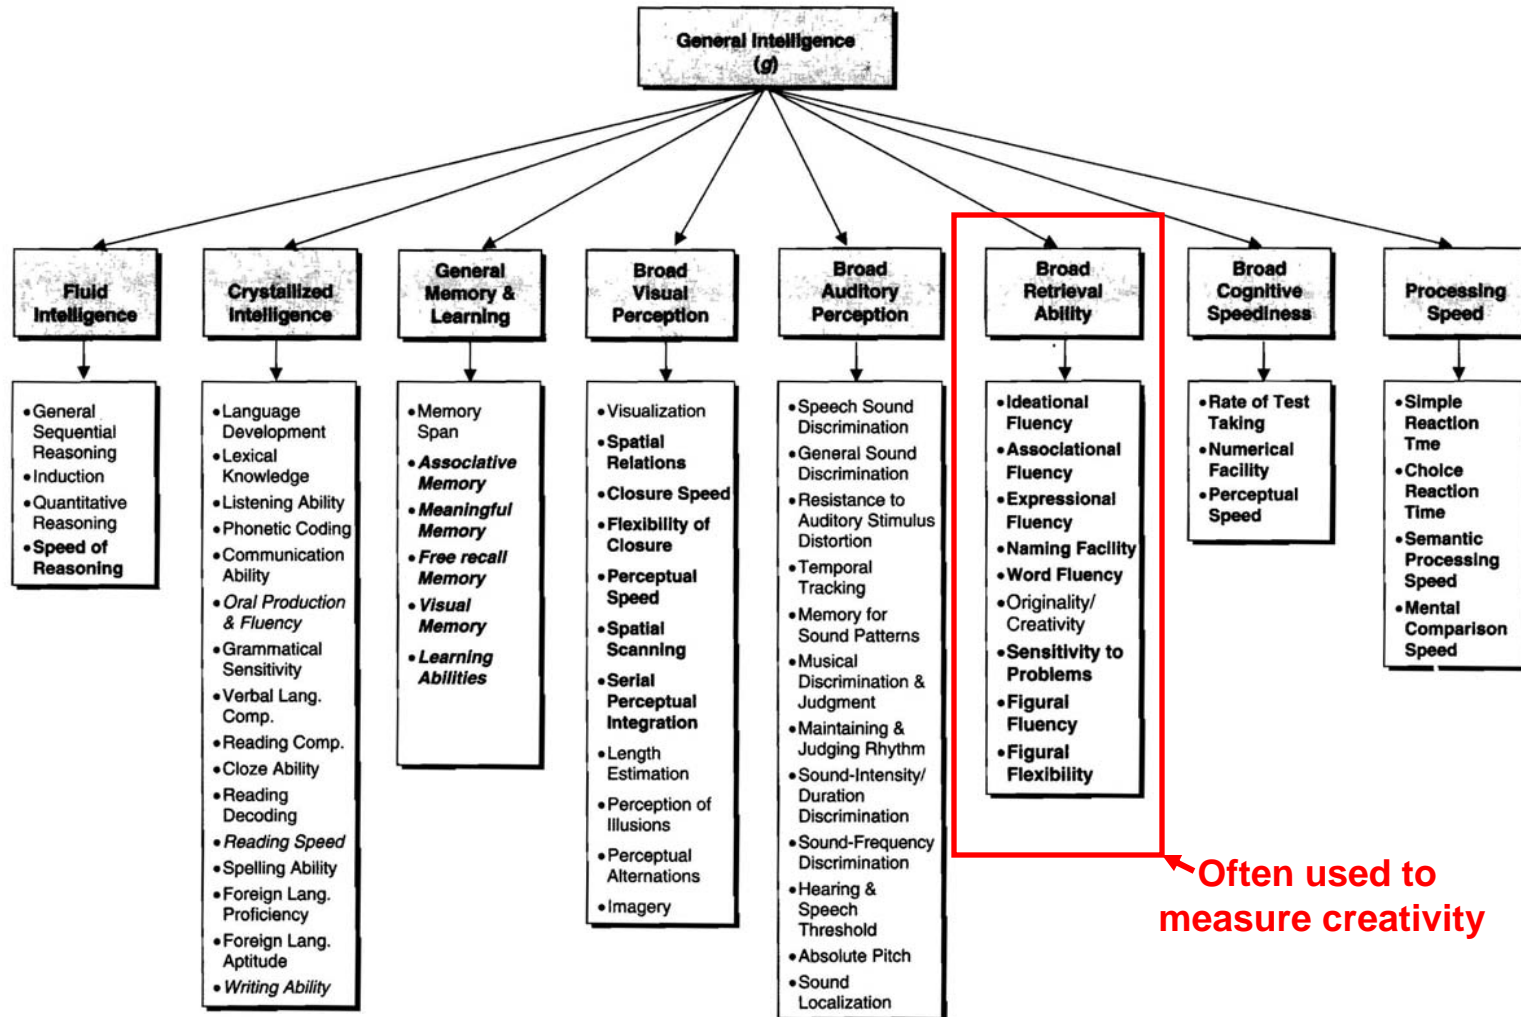 General Intelligence
(g)
Fluid
Intelligence
Crystallized
Intelligence
General
Memory &
Learning
Broad
Visual
Perception
Broad
Auditory
Perception
Broad
Retrieval
Ability
Broad
Cognitive
Speediness
Processing
Speed
•General
Sequential
Reasoning
•Induction
•Quantitative
Reasoning
•Speed of
Reasoning
•Language
Development
•Lexical
Knowledge
•Listening Ability
•Phonetic Coding
•Communication
Ability
•Oral Production
& Fluency
•Grammatical
Sensitivity
•Verbal Lang.
Comp.
•Reading Comp.
•Cloze Ability
•Reading
Decoding
•Reading Speed
•Spelling Ability
•Foreign Lang.
Proficiency
•Foreign Lang.
Aptitude
•Writing Ability
•Memory
Span
•Associative
Memory
•Meaningful
Memory
•Free recall
Memory
•Visual
Memory
•Learning
Abilities
•Visualization
•Spatial
Relations
•Closure Speed
•Flexibility of
Closure
•Perceptual
Speed
•Spatial
Scanning
•Serial
Perceptual
Integration
•Length
Estimation
•Perception of
Illusions
•Perceptual
Alternations
•Imagery
•Speech Sound
Discrimination
•General Sound
Discrimination
•Resistance to
Auditory Stimulus
Distortion
•Temporal
Tracking
•Memory for
Sound Patterns
•Musical
Discrimination &
Judgment
•Maintaining &
Judging Rhythm
•Sound-Intensity/
Duration
Discrimination
•Sound-Frequency
Discrimination
•Hearing &
Speech
Threshold
•Absolute Pitch
•Sound
Localization
•Ideational
Fluency
•Associational
Fluency
•Expressional
Fluency
•Naming Facility
•Word Fluency
•Originality/
Creativity
•Sensitivity to
Problems
•Figural
Fluency
•Figural
Flexibility
•Rate of Test
Taking
•Numerical
Facility
•Perceptual
Speed
•Simple
Reaction
Tme
•Choice
Reaction
Time
•Semantic
Processing
Speed
•Mental
Comparison
Speed
Often used to
measure creativity